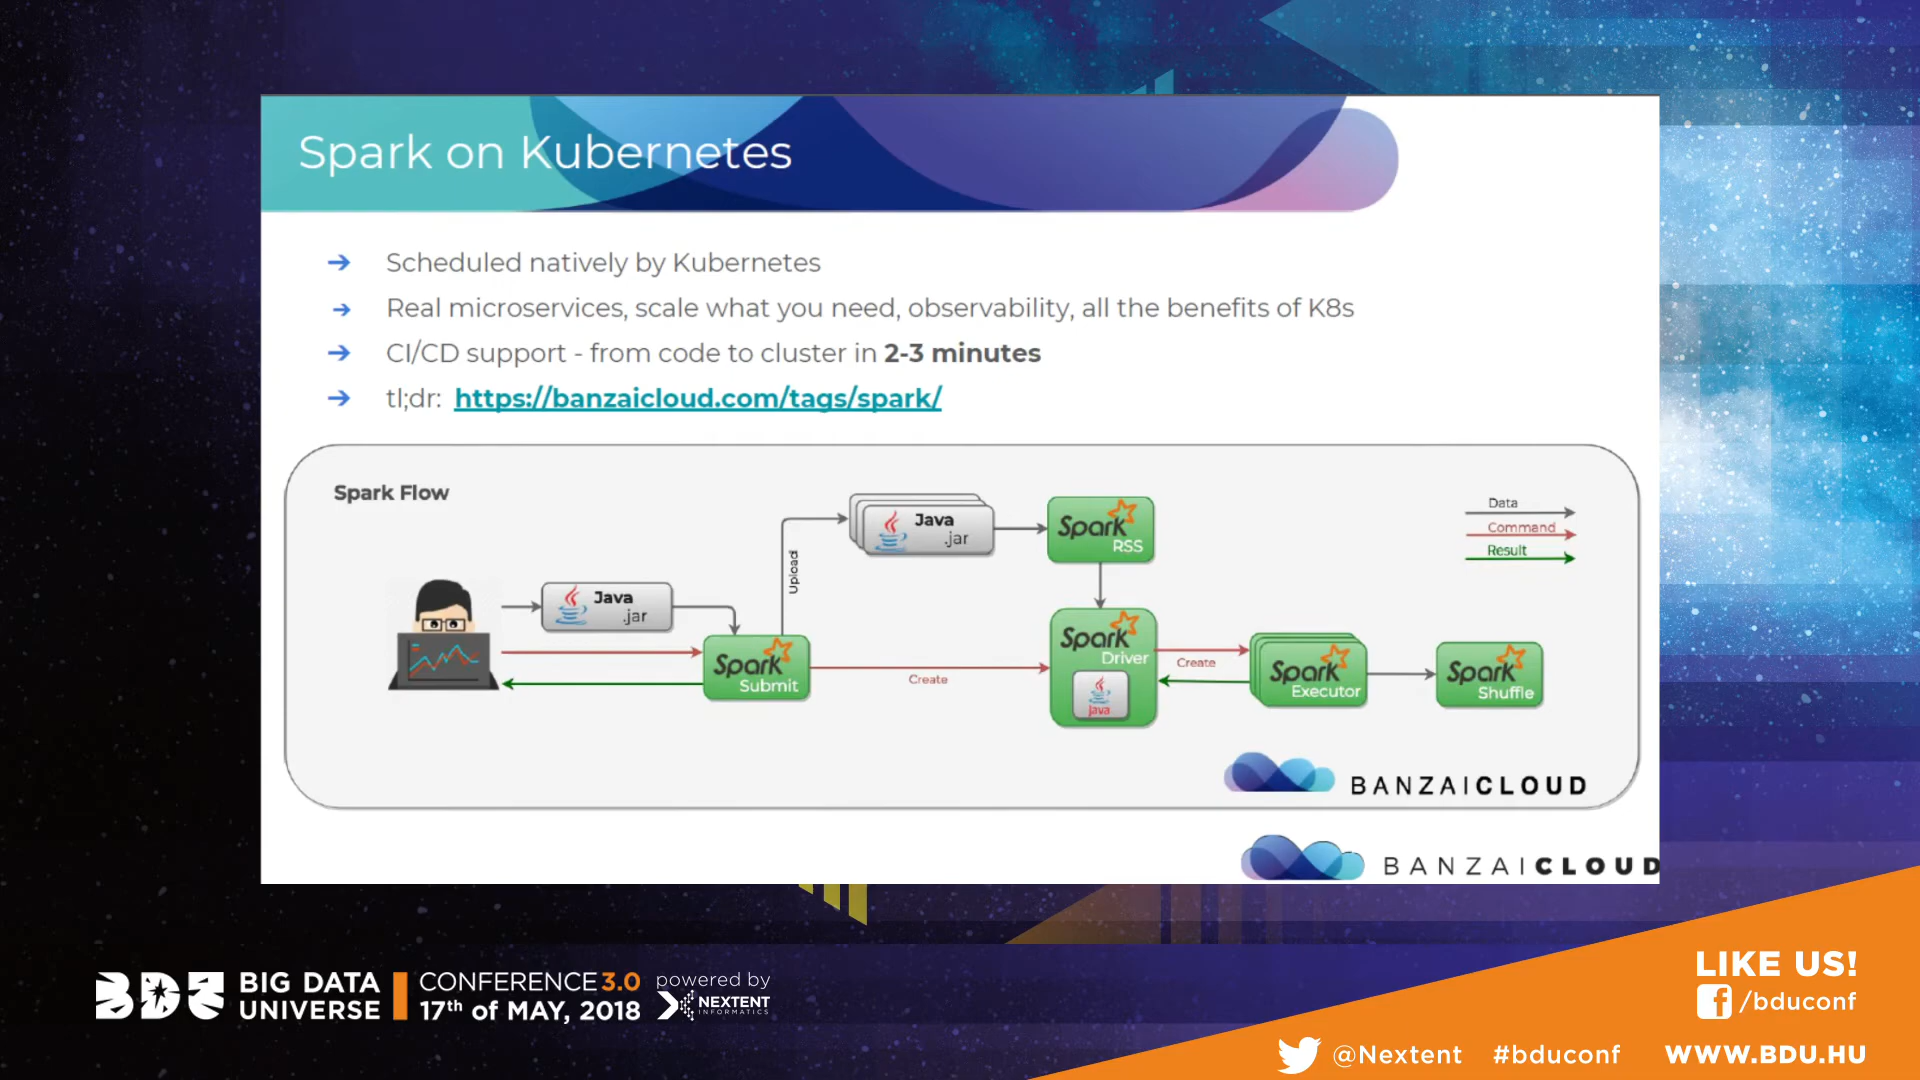 Spark on Kubernetes
Scheduled natively by Kubernetes
Real microservices, scale what you need, observability, all the benefits of K8s
CI/CD support - from code to cluster in 2-3 minutes
tl;dr: https://banzaicloud.com/tags/spark/
Spark Flow
Data
Command
Result
Java
.jar
Upload
Java
.jar
Spark
RSS
Spark
Submit
Create
Spark
Driver
Java
Create
Spark
Executor
Spark
Shuffle
BANZAICLOUD
BANZAICLOUD
BDU BIG DATA UNIVERSE
CONFERENCE 3.0
17th of MAY, 2018
powered by
NEXTENT
INFORMATICS
LIKE US!
/bduconf
@Nextent #bduconf WWW.BDU.HU